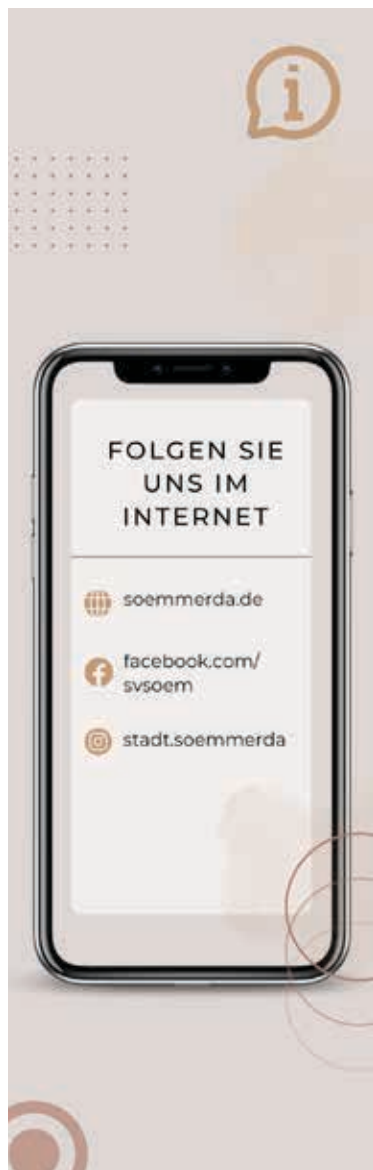 FOLGEN SIE
UNS IM
INTERNET
soemmerda.de
facebook.com/
svsoem
stadt.soemmerda